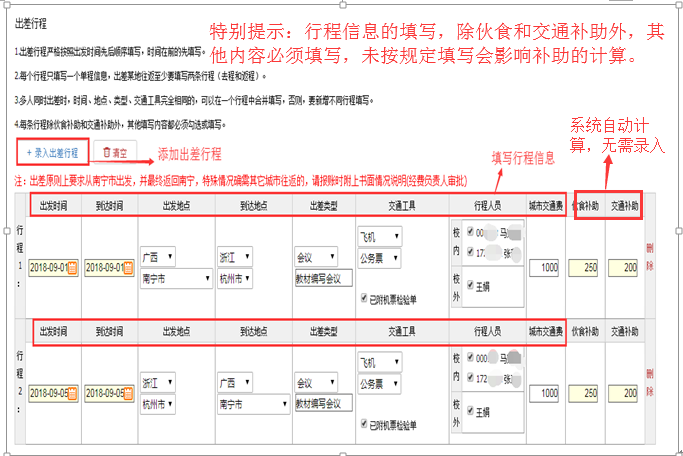 出差行程
特别提示：行程信息的填写，除伙食和交通补助外，其
他内容必须填写，未按规定填写会影响补助的计算。
1.出差行程严格按照出发时间先后顺序填写，时间在前的先填写。
2.每个行程只填写一个单程信息，出差某地往返至少要填写两条行程（去程和返程）。
3.多人同时出差时，时间、地点、类型、交通工具完全相同的，可以在一个行程中合并填写，否则，要新增不同行程填写。
4.每条行程除伙食补助和交通补助外，其他填写内容都必须勾选或填写。
系统自动计
算，无需录入
+ 录入出差行程
清空
添加出差行程
填写行程信息
注：出差原则上要求从南宁市出发，并最终返回南宁，特殊情况确需其它城市往返的，请报账时附上书面情况说明(经费负责人审批)
出发时间 到达时间 出发地点 到达地点 出差类型 交通工具 行程人员 城市交通费 伙食补助 交通补助
行程1：
2018-09-01 2018-09-01
广西 南宁市
浙江 杭州市
会议 教材编写会议
飞机 公务票
已附机票检验单
校内 000 马
172 张
校外 王娟
1000 250 200
删除
出发时间 到达时间 出发地点 到达地点 出差类型 交通工具 行程人员 城市交通费 伙食补助 交通补助
行程2：
2018-09-05 2018-09-05
浙江 杭州市
广西 南宁市
会议 教材编写会议
飞机 公务票
已附机票检验单
校内 000 马
172 张
校外 王娟
1000 250 200
删除